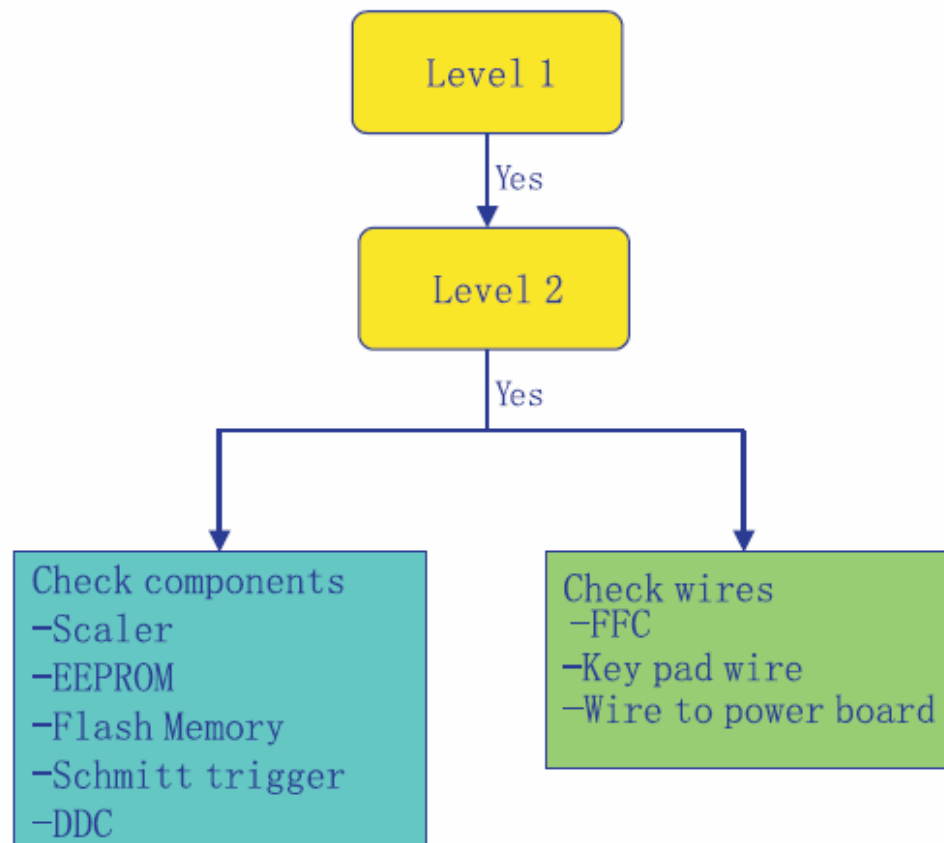 Level 1
Yes
Level 2
Yes
Check components
-Scaler
-EEPROM
-Flash Memory
-Schmitt trigger
-DDC
Check wires
-FFC
-Key pad wire
-Wire to power board